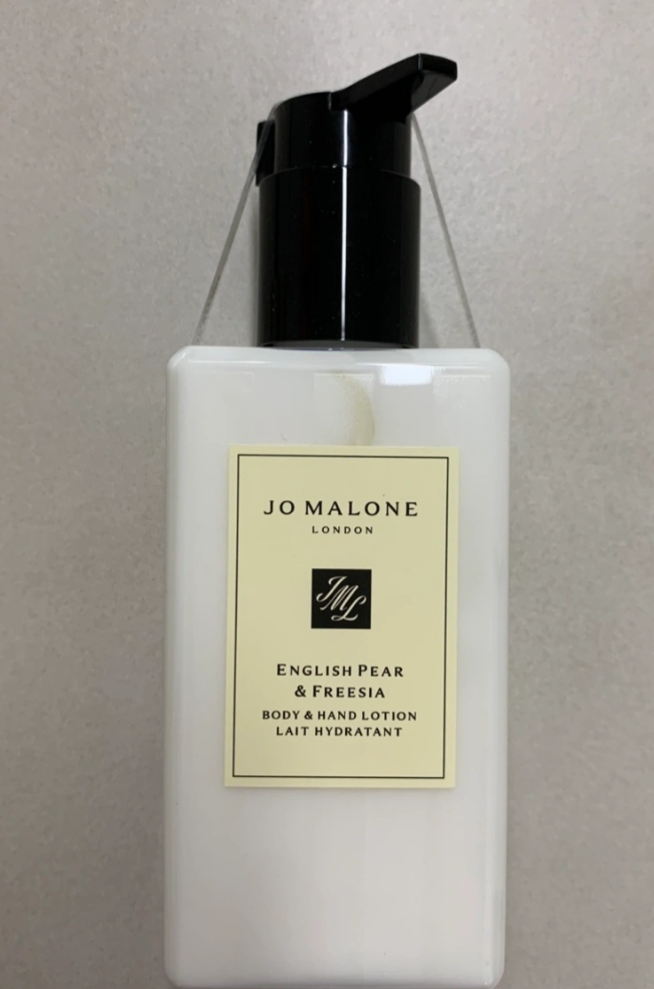 JO MALONE
LONDON
JML
ENGLISH PEAR
& FREESIA
BODY & HAND LOTION
LAIT HYDRATANT